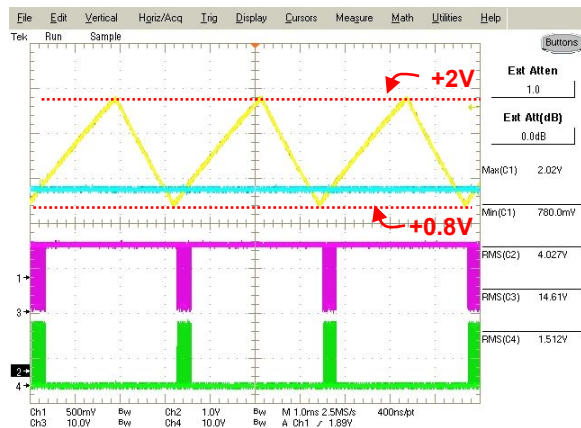 File Edit Vertical Horiz/Acq Trig Display Cursors Measure Math Utilities Help
Tek Run Sample
Buttons
+2V
Ext Atten
1.0
Ext Att(dB)
0.0dB
Max(C1) 2.02V
Min(C1) 780.0mV
+0.8V
RMS(C2) 4.027V
1
3
RMS(C3) 14.61V
RMS(C4) 1.512V
2
4
Ch1 500mV Bw Ch2 1.0V Bw M 1.0ms 2.5MS/s 400ns/pt
Ch3 10.0V Bw Ch4 10.0V Bw A Ch1 / 1.89V